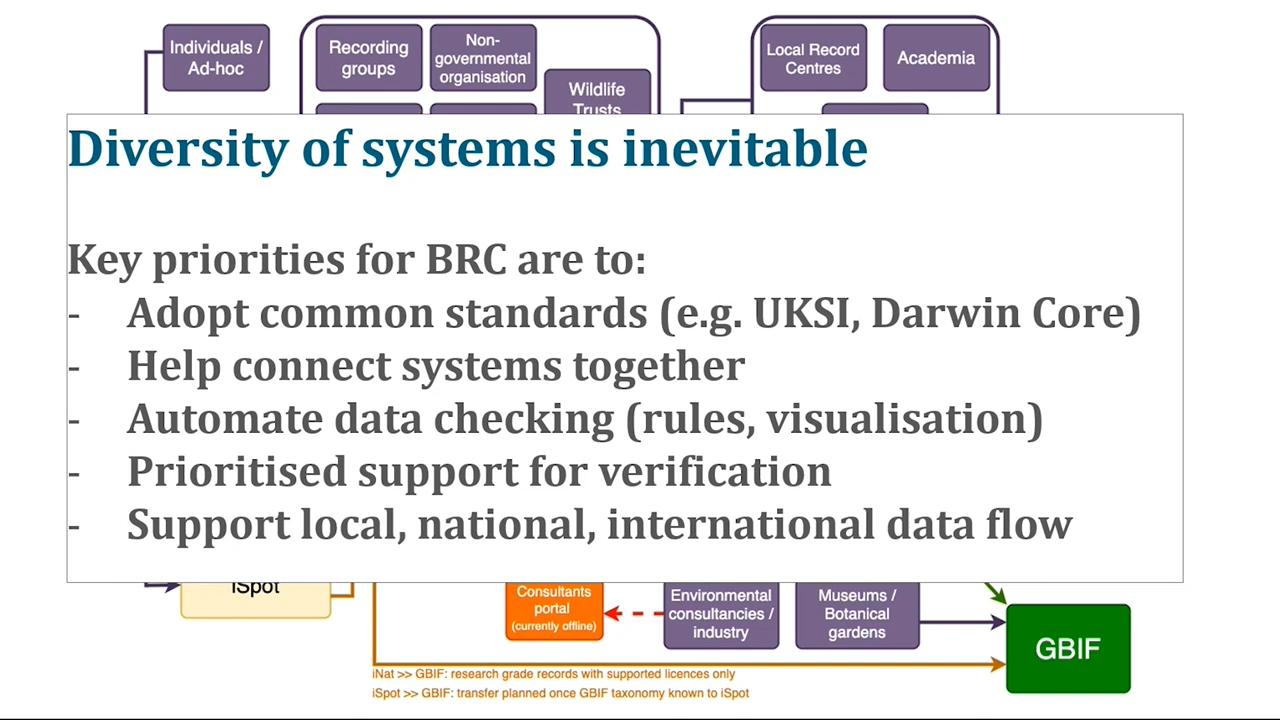 Individuals /
Ad-hoc
Recording
groups
Non-
governmental
organisation
Wildlife
Trusts
Local Record
Centres
Academia
Diversity of systems is inevitable
Key priorities for BRC are to:
- Adopt common standards (e.g. UKSI, Darwin Core)
- Help connect systems together
- Automate data checking (rules, visualisation)
- Prioritised support for verification
- Support local, national, international data flow
iSpot
Consultants
portal
(currently offline)
Environmental
consultancies /
industry
Museums /
Botanical
gardens
GBIF
iNat >> GBIF: research grade records with supported licences only
iSpot >> GBIF: transfer planned once GBIF taxonomy known to iSpot